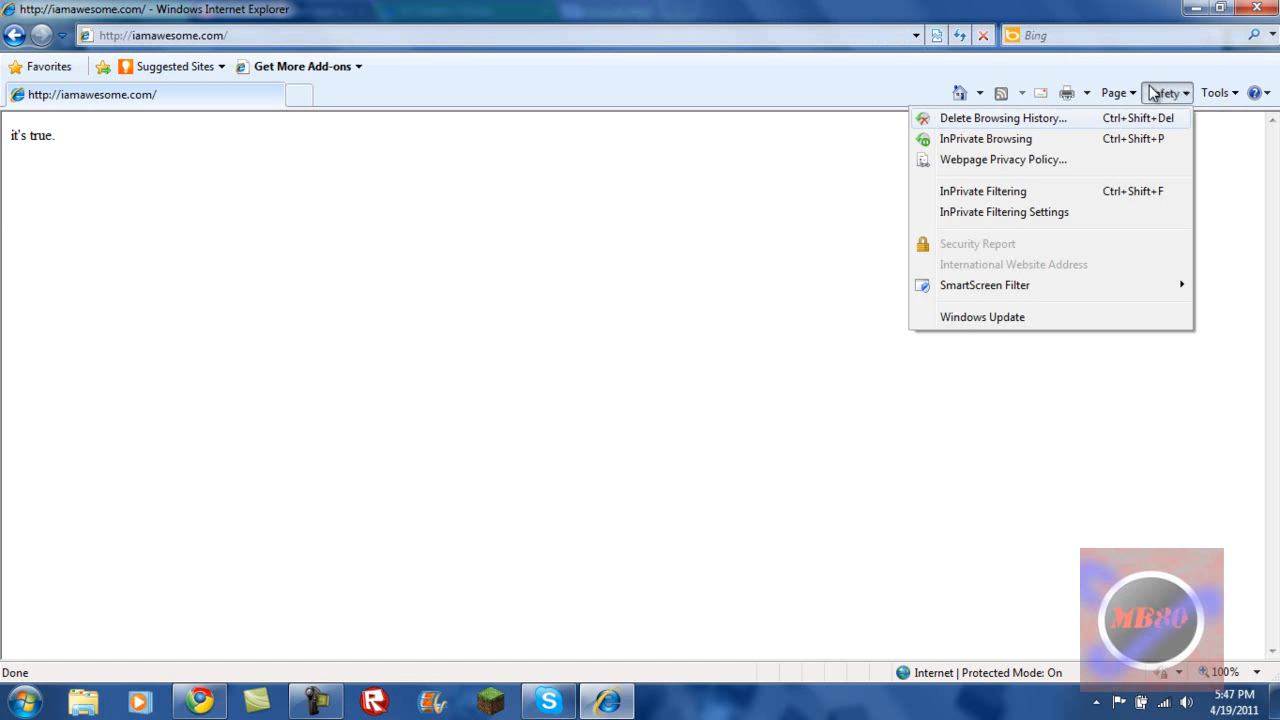 http://iamawesome.com/ - Windows Internet Explorer
http://iamawesome.com/
Bing
Favorites
Suggested Sites
Get More Add-ons
http://iamawesome.com/
Page
Tools
it's true.
Delete Browsing History... Ctrl+Shift+Del
InPrivate Browsing Ctrl+Shift+P
Webpage Privacy Policy...
InPrivate Filtering Ctrl+Shift+F
InPrivate Filtering Settings
Security Report
International Website Address
SmartScreen Filter
Windows Update
MB80
Done
Internet | Protected Mode: On
100%
5:47 PM
4/19/2011